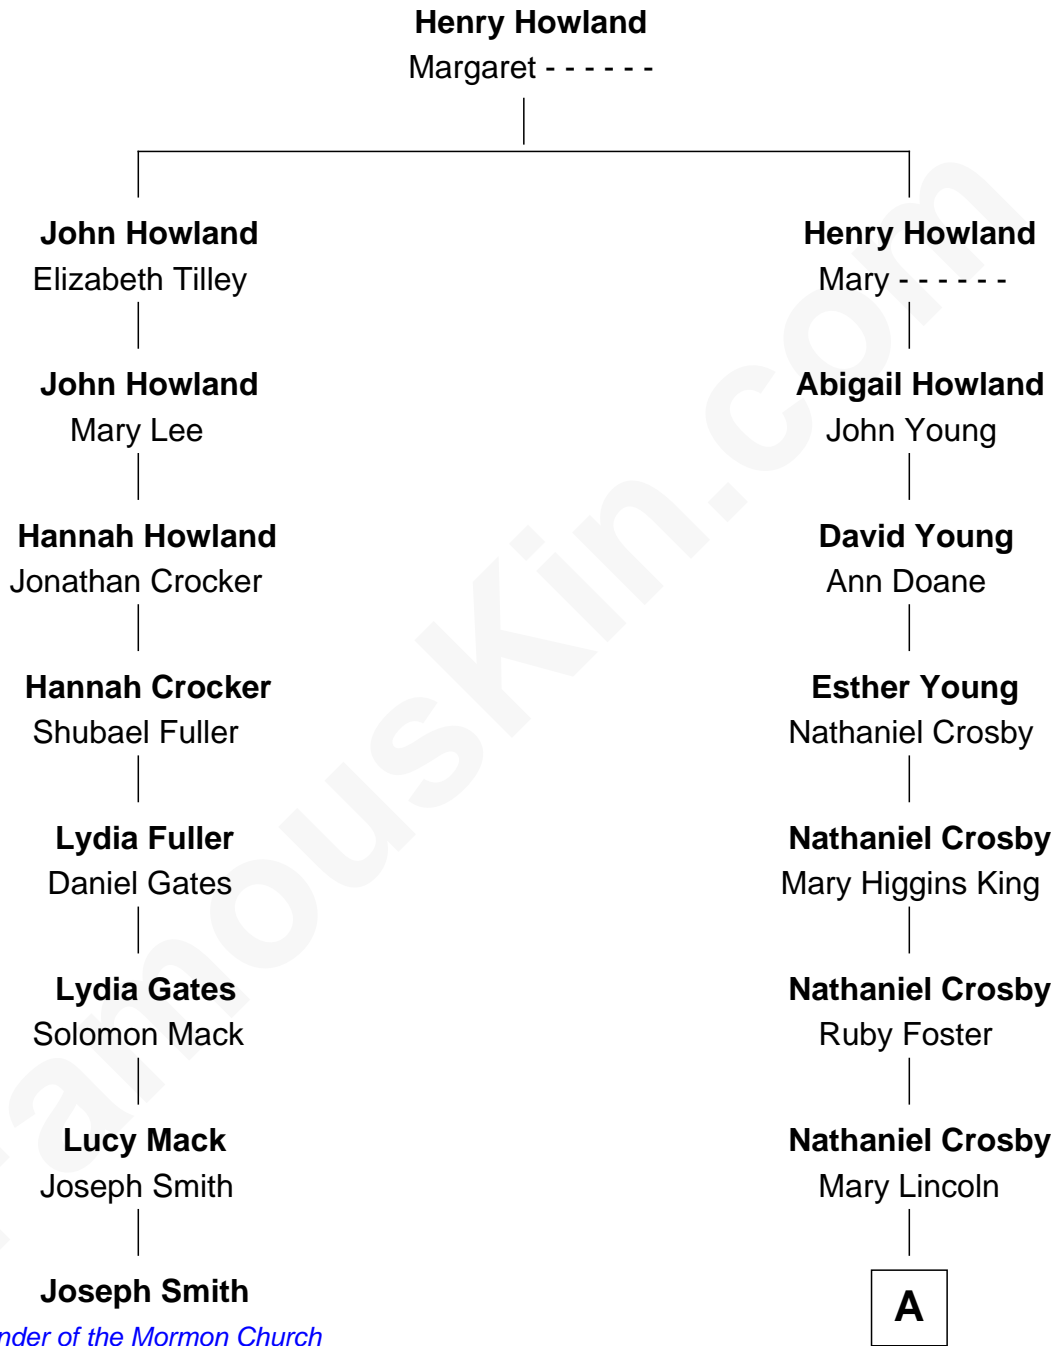 Henry Howland
Margaret - - - - - -
John Howland
Elizabeth Tilley
Henry Howland
Mary - - - - - -
John Howland
Mary Lee
Abigail Howland
John Young
Hannah Howland
Jonathan Crocker
David Young
Ann Doane
Hannah Crocker
Shubael Fuller
Esther Young
Nathaniel Crosby
Lydia Fuller
Daniel Gates
Nathaniel Crosby
Mary Higgins King
Lydia Gates
Solomon Mack
Nathaniel Crosby
Ruby Foster
Lucy Mack
Joseph Smith
Nathaniel Crosby
Mary Lincoln
Joseph Smith
nder of the Mormon Church
A
FamousKin.com